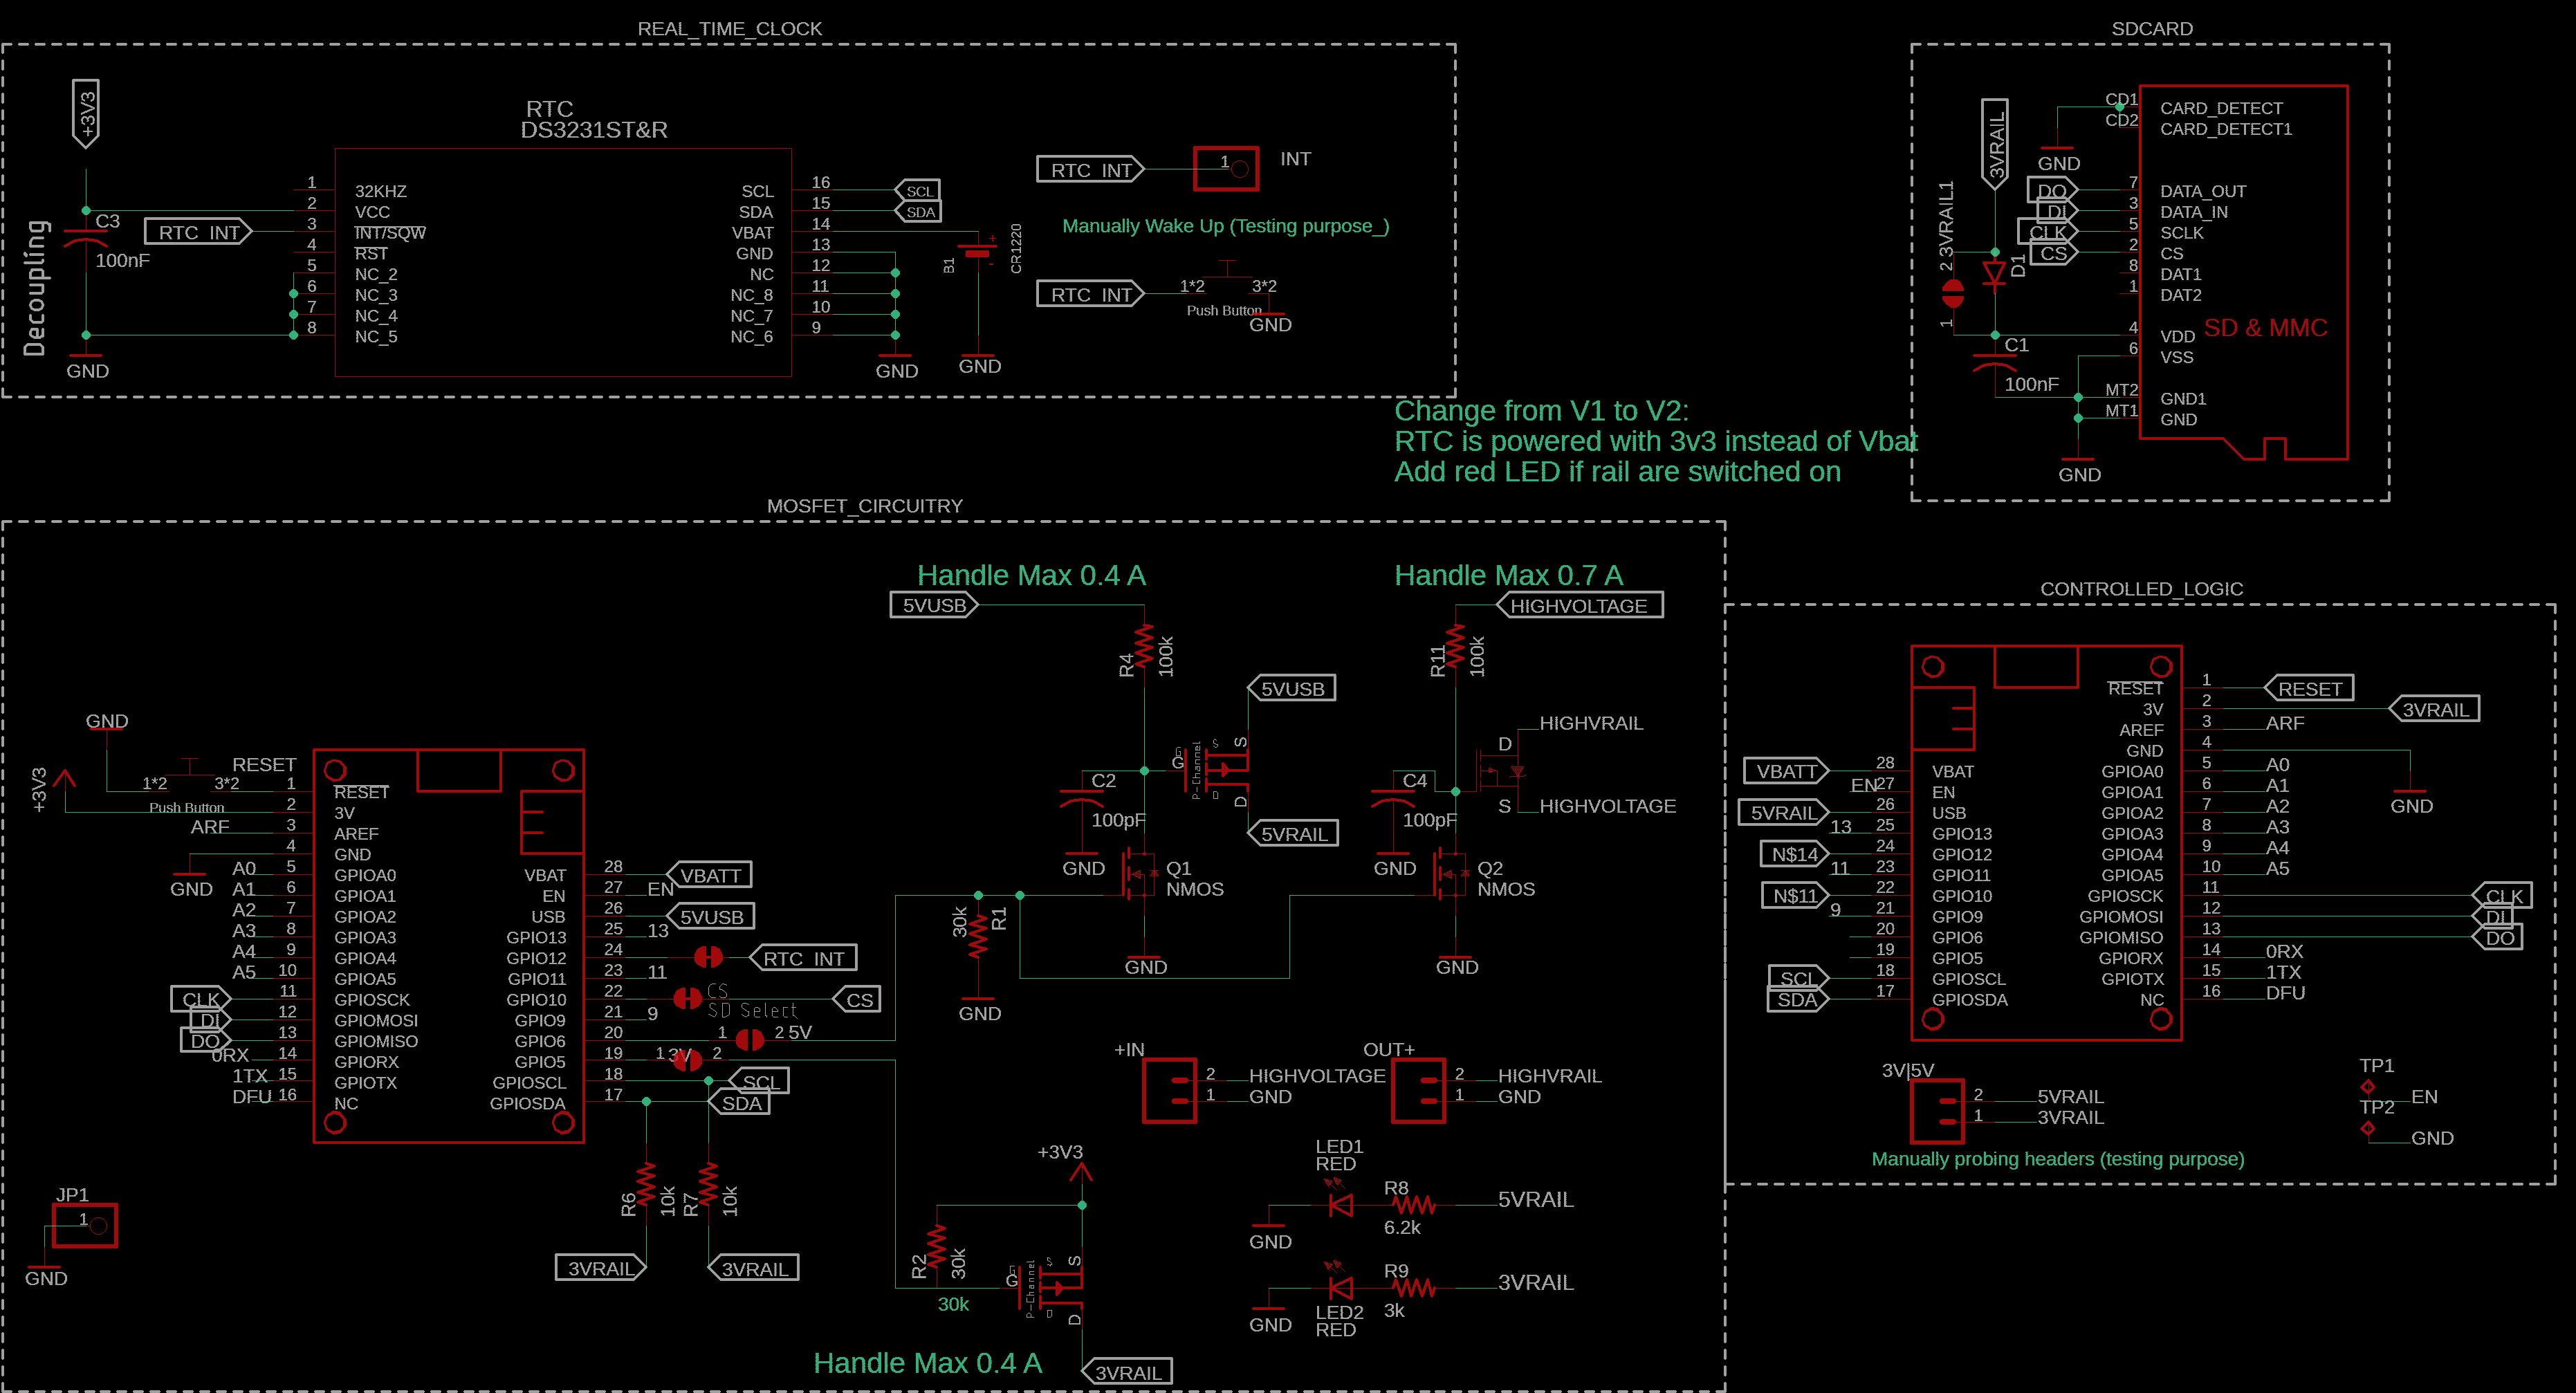 REAL_TIME_CLOCK
+3V3
RTC
DS3231ST&R
Decoupling
C3
100nF
GND
RTC_INT
1 32KHZ
2 VCC
3 INT/SQW
4 RST
5 NC_2
6 NC_3
7 NC_4
8 NC_5
SCL 16 SCL
SDA 15 SDA
VBAT 14
GND 13
NC 12
NC_8 11
NC_7 10
NC_6 9
GND
B1
+
-
CR1220
GND
RTC_INT 1 INT
Manually Wake Up (Testing purpose_)
RTC_INT 1*2 3*2
Push Button
GND
SDCARD
3VRAIL
3VRAIL1
2
1
D1
C1
100nF
GND
CD1 CARD_DETECT
CD2 CARD_DETECT1
GND
DO 7 DATA_OUT
DI 3 DATA_IN
CLK 5 SCLK
CS 2 CS
8 DAT1
1 DAT2
4 VDD
6 VSS
MT2 GND1
MT1 GND
SD & MMC
Change from V1 to V2:
RTC is powered with 3v3 instead of Vbat
Add red LED if rail are switched on
MOSFET_CIRCUITRY
Handle Max 0.4 A
5VUSB
R4
100k
5VUSB
G
G
P-Channel
S
S
D
D
5VRAIL
C2
100pF
GND
Q1
NMOS
GND
30k
R1
GND
Handle Max 0.7 A
HIGHVOLTAGE
R11
100k
HIGHVRAIL
D
S
HIGHVOLTAGE
C4
100pF
GND
Q2
NMOS
GND
GND
+3V3
1*2 3*2
Push Button
RESET
ARF
GND
1 RESET
2 3V
3 AREF
4 GND
A0 5 GPIOA0
A1 6 GPIOA1
A2 7 GPIOA2
A3 8 GPIOA3
A4 9 GPIOA4
A5 10 GPIOA5
CLK 11 GPIOSCK
DI 12 GPIOMOSI
DO 13 GPIOMISO
0RX 14 GPIORX
1TX 15 GPIOTX
DFU 16 NC
VBAT 28 VBATT
EN 27 EN
USB 26 5VUSB
GPIO13 25 13
GPIO12 24 RTC_INT
GPIO11 23 11
GPIO10 22 CS CS
SD Select
GPIO9 21 9
GPIO6 20 1 2 5V
GPIO5 19 1 3V 2
GPIOSCL 18 SCL
GPIOSDA 17 SDA
R6
10k
R7
10k
3VRAIL
3VRAIL
JP1
1
GND
+IN
2 HIGHVOLTAGE
1 GND
OUT+
2 HIGHVRAIL
1 GND
+3V3
R2
30k
30k
G
G
P-Channel
S
S
D
D
3VRAIL
Handle Max 0.4 A
LED1
RED
R8
6.2k
5VRAIL
GND
LED2
RED
R9
3k
3VRAIL
GND
CONTROLLED_LOGIC
VBATT 28 VBAT
EN 27 EN
5VRAIL 26 USB
13 25 GPIO13
N$14 24 GPIO12
11 23 GPIO11
N$11 22 GPIO10
9 21 GPIO9
20 GPIO6
19 GPIO5
SCL 18 GPIOSCL
SDA 17 GPIOSDA
RESET 1 RESET
3V 2 3VRAIL
AREF 3 ARF
GND 4
GND
GPIOA0 5 A0
GPIOA1 6 A1
GPIOA2 7 A2
GPIOA3 8 A3
GPIOA4 9 A4
GPIOA5 10 A5
GPIOSCK 11 CLK
GPIOMOSI 12 DI
GPIOMISO 13 DO
GPIORX 14 0RX
GPIOTX 15 1TX
NC 16 DFU
3V|5V
2 5VRAIL
1 3VRAIL
TP1
EN
TP2
GND
Manually probing headers (testing purpose)